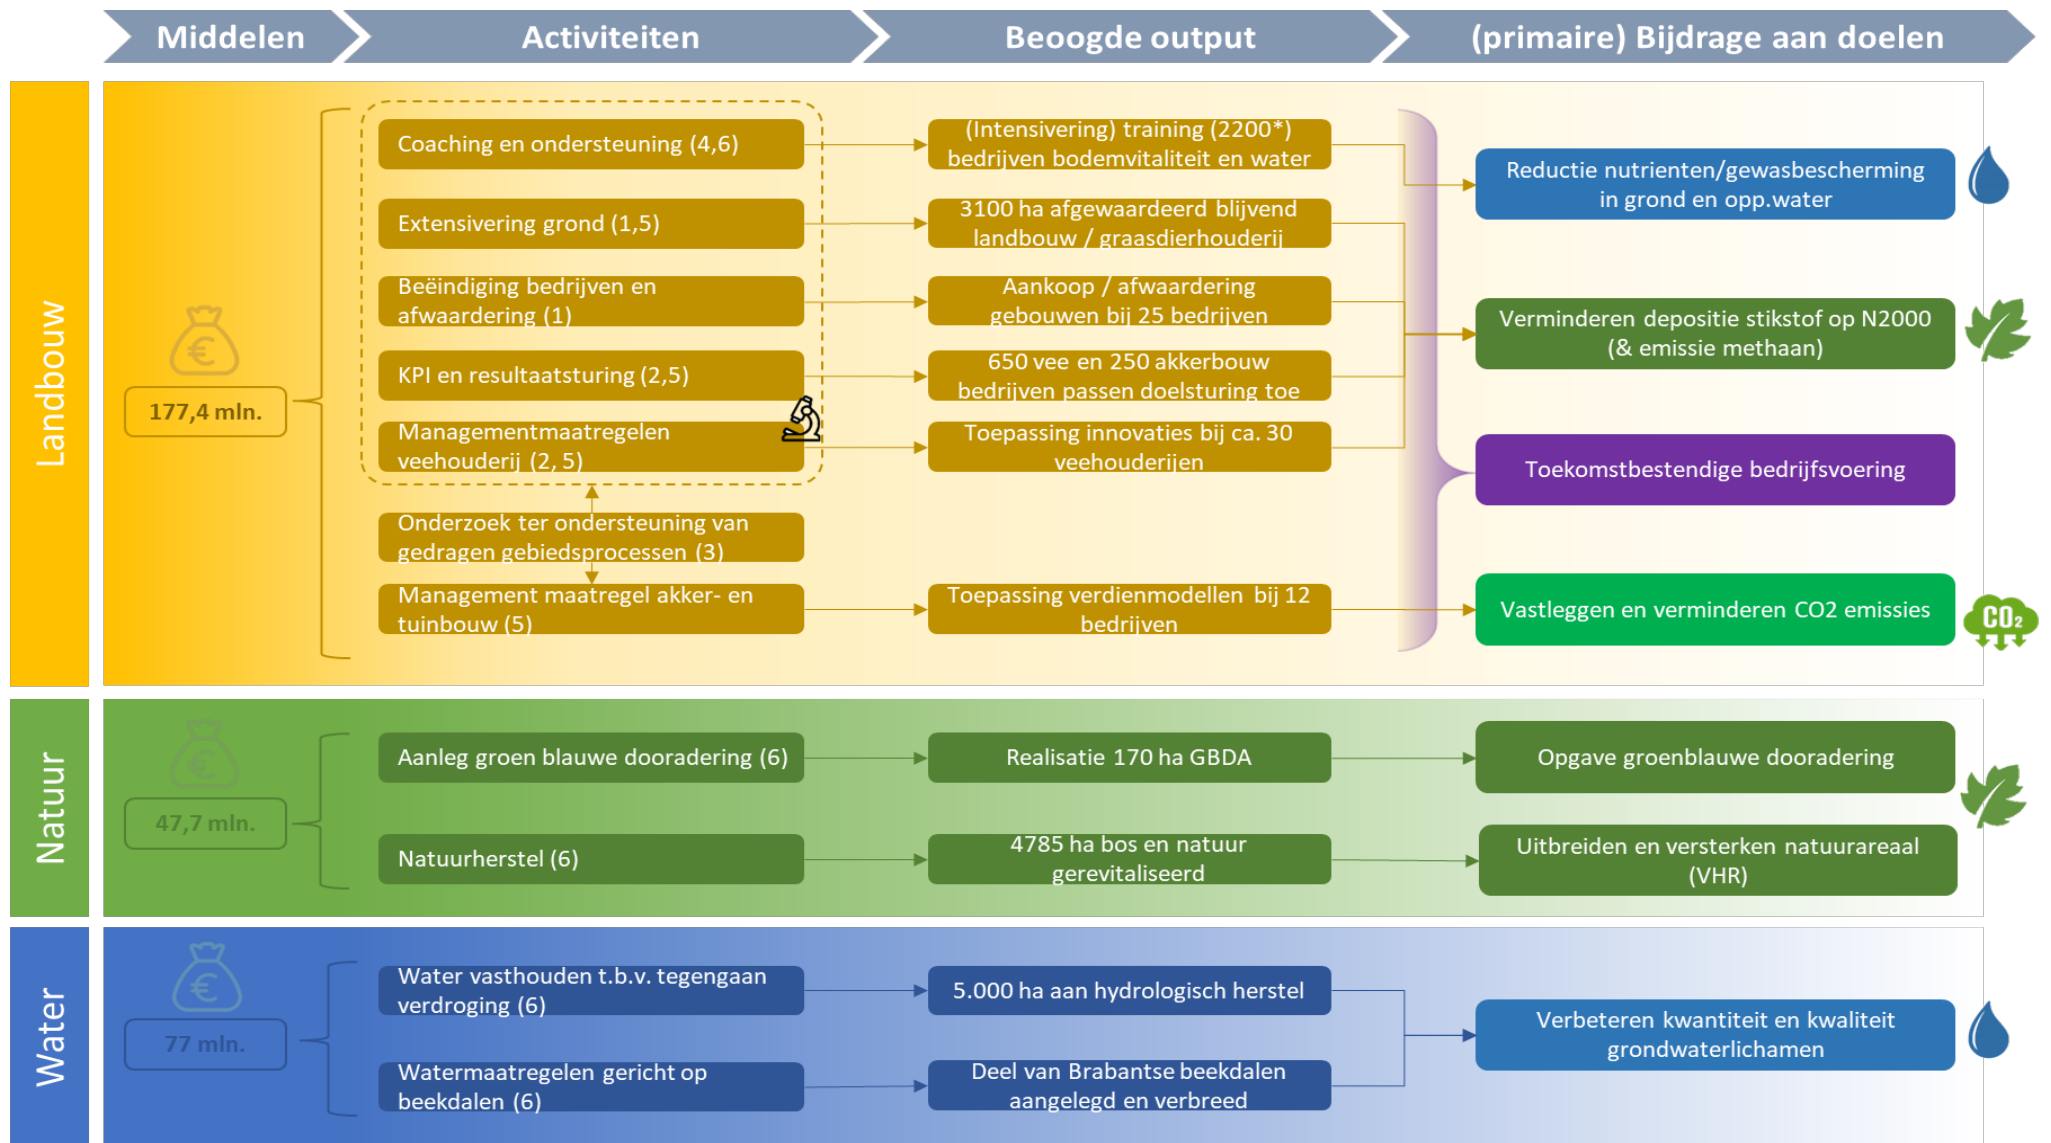 Middelen
Activiteiten
Beoogde output
(primaire) Bijdrage aan doelen
Landbouw
177,4 mln.
Coaching en ondersteuning (4,6)
(Intensivering) training (2200*)
bedrijven bodemvitaliteit en water
Reductie nutrienten/gewasbescherming
in grond en opp.water
Extensivering grond (1,5)
3100 ha afgewaardeerd blijvend
landbouw / graasdierhouderij
Beëindiging bedrijven en
afwaardering (1)
Aankoop / afwaardering
gebouwen bij 25 bedrijven
Verminderen depositie stikstof op N2000
(& emissie methaan)
KPI en resultaatsturing (2,5)
650 vee en 250 akkerbouw
bedrijven passen doelsturing toe
Managementmaatregelen
veehouderij (2, 5)
Toepassing innovaties bij ca. 30
veehouderijen
Toekomstbestendige bedrijfsvoering
Onderzoek ter ondersteuning van
gedragen gebiedsprocessen (3)
Management maatregel akker- en
tuinbouw (5)
Toepassing verdienmodellen bij 12
bedrijven
Vastleggen en verminderen CO2 emissies
CO2
Natuur
47,7 mln.
Aanleg groen blauwe dooradering (6)
Realisatie 170 ha GBDA
Opgave groenblauwe dooradering
Natuurherstel (6)
4785 ha bos en natuur
gerevitaliseerd
Uitbreiden en versterken natuurareaal
(VHR)
Water
77 mln.
Water vasthouden t.b.v. tegengaan
verdroging (6)
5.000 ha aan hydrologisch herstel
Verbeteren kwantiteit en kwaliteit
grondwaterlichamen
Watermaatregelen gericht op
beekdalen (6)
Deel van Brabantse beekdalen
aangelegd en verbreed